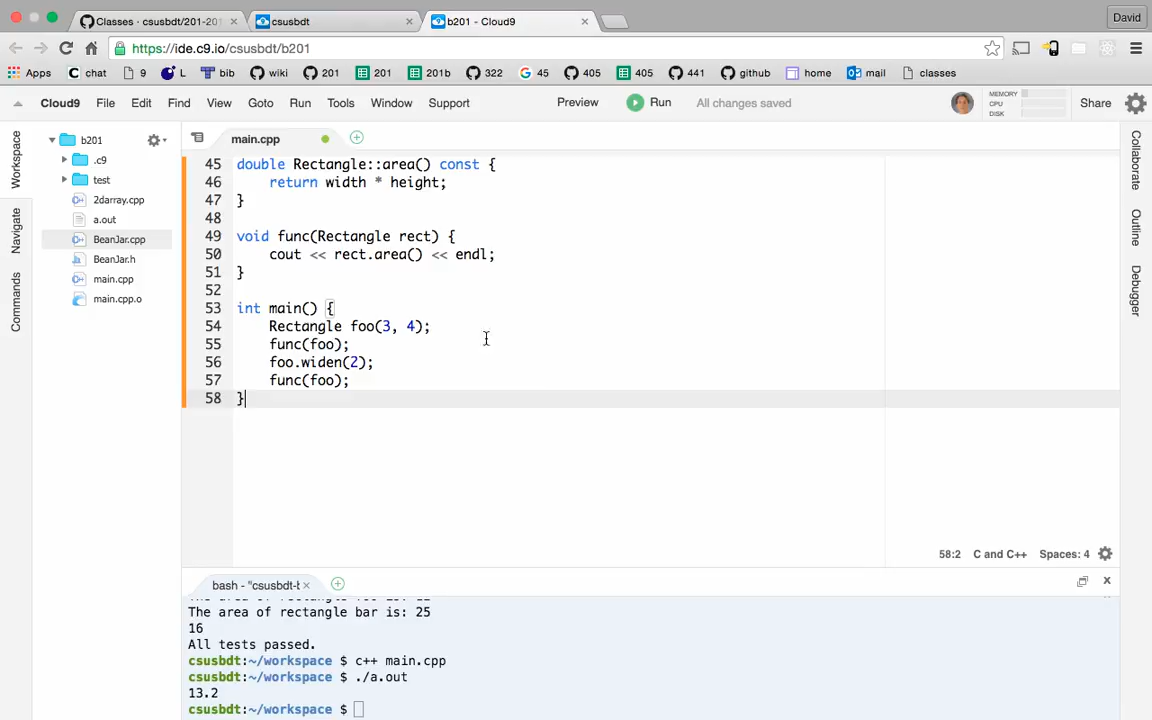 Classes · csusbdt/201-201
csusbdt
b201 - Cloud9
David
https://ide.c9.io/csusbdt/b201
Apps chat 9 L bib wiki 201 201 201b 322 45 405 405 441 github home mail classes
Cloud9 File Edit Find View Goto Run Tools Window Support Preview Run All changes saved MEMORY CPU DISK Share
Workspace
Navigate
Commands
b201
.c9
test
2darray.cpp
a.out
BeanJar.cpp
BeanJar.h
main.cpp
main.cpp.o
main.cpp
45 double Rectangle::area() const {
46 return width * height;
47 }
48
49 void func(Rectangle rect) {
50 cout << rect.area() << endl;
51 }
52
53 int main() {
54 Rectangle foo(3, 4);
55 func(foo);
56 foo.widen(2);
57 func(foo);
58 }
58:2 C and C++ Spaces: 4
Collaborate
Outline
Debugger
bash - "csusbdt-b
The area of rectangle bar is: 25
16
All tests passed.
csusbdt:~/workspace $ c++ main.cpp
csusbdt:~/workspace $ ./a.out
13.2
csusbdt:~/workspace $